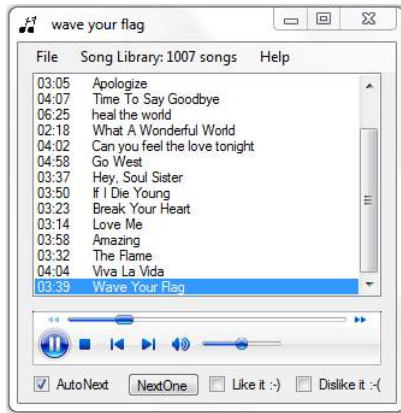 wave your flag
File Song Library: 1007 songs Help
03:05 Apologize
04:07 Time To Say Goodbye
06:25 heal the world
02:18 What A Wonderful World
04:02 Can you feel the love tonight
04:58 Go West
03:37 Hey, Soul Sister
03:50 If I Die Young
03:23 Break Your Heart
03:14 Love Me
03:58 Amazing
03:32 The Flame
04:04 Viva La Vida
03:39 Wave Your Flag
AutoNext NextOne Like it :-) Dislike it :-(